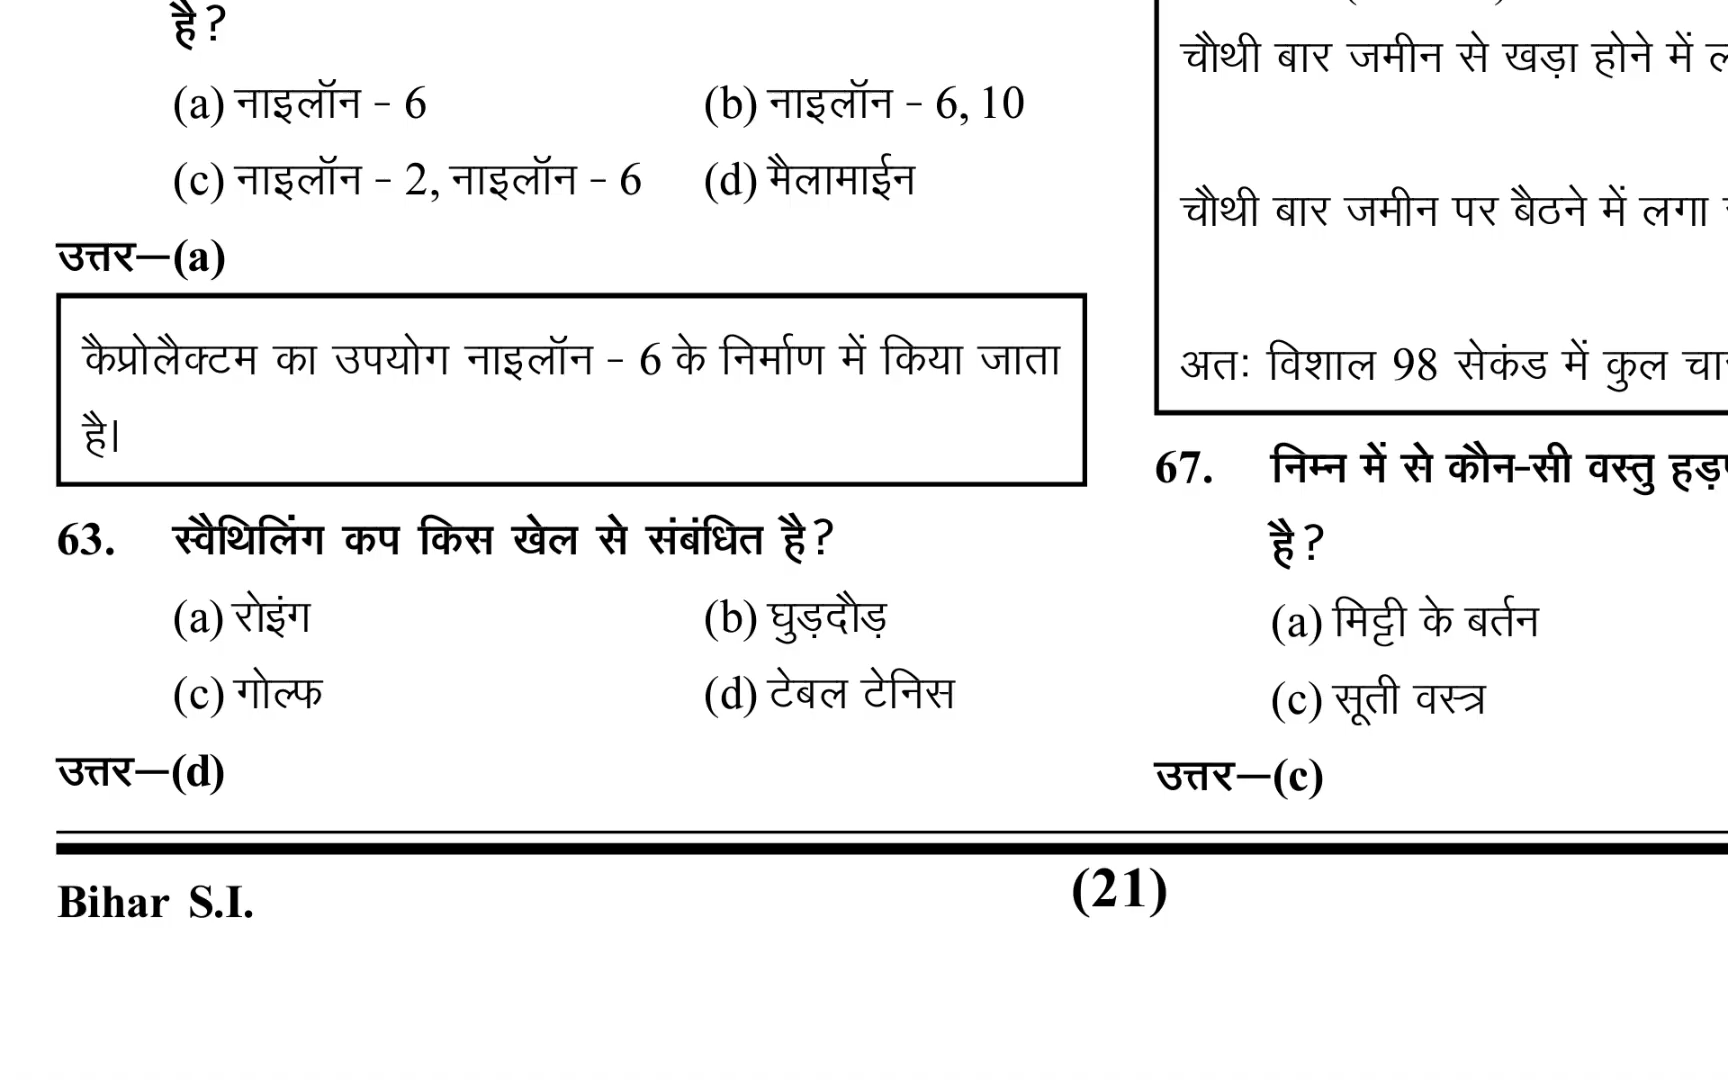 है?
(a) नाइलॉन - 6 (b) नाइलॉन - 6, 10
(c) नाइलॉन - 2, नाइलॉन - 6 (d) मैलामाईन
उत्तर—(a)
कैप्रोलैक्टम का उपयोग नाइलॉन - 6 के निर्माण में किया जाता
है।
63. स्वैथिलिंग कप किस खेल से संबंधित है?
(a) रोइंग (b) घुड़दौड़
(c) गोल्फ (d) टेबल टेनिस
उत्तर—(d)
चौथी बार जमीन से खड़ा होने में
चौथी बार जमीन पर बैठने में लगा
अतः विशाल 98 सेकंड में कुल
67. निम्न में से कौन-सी वस्तु
है?
(a) मिट्टी के बर्तन
(c) सूती वस्त्र
उत्तर—(c)
Bihar S.I. (21)